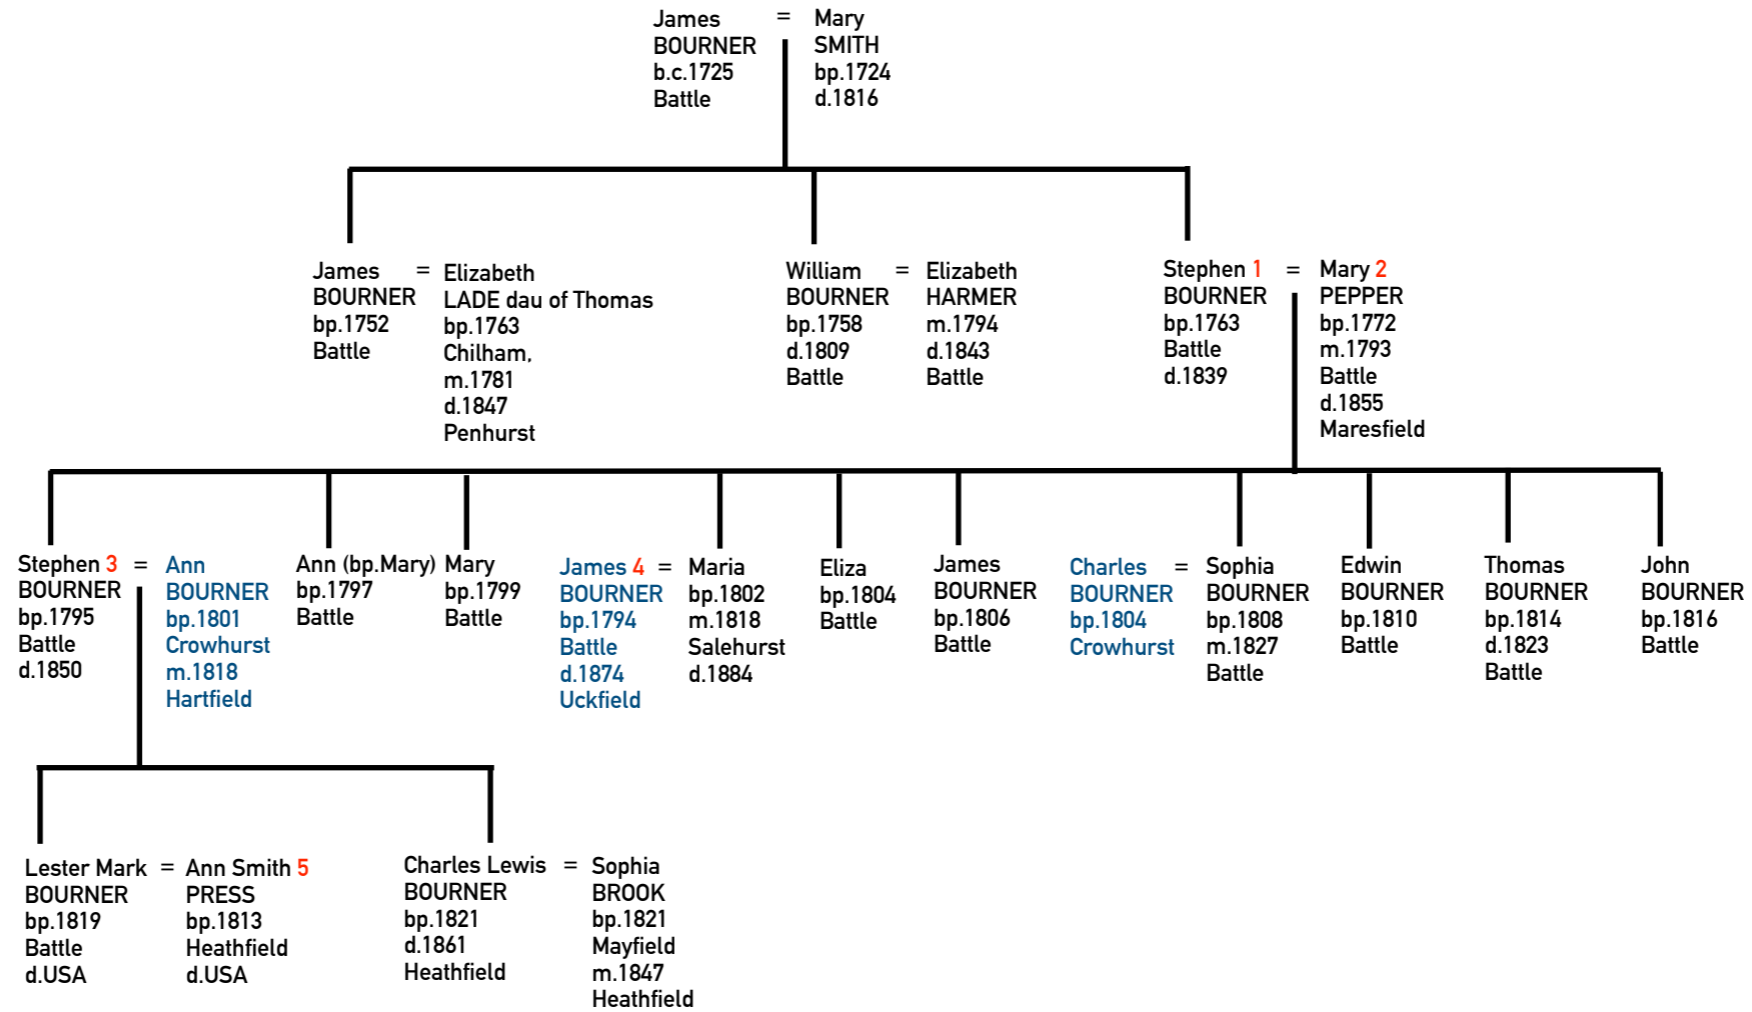 James = Mary
BOURNER SMITH
b.c.1725 bp.1724
Battle d.1816
James = Elizabeth
BOURNER LADE dau of Thomas
bp.1752 bp.1763
Battle Chilham,
m.1781
d.1847
Penhurst
William = Elizabeth
BOURNER HARMER
bp.1758 m.1794
d.1809 d.1843
Battle Battle
Stephen 1 = Mary 2
BOURNER PEPPER
bp.1763 bp.1772
Battle m.1793
d.1839 Battle
d.1855
Maresfield
Stephen 3 = Ann
BOURNER BOURNER
bp.1795 bp.1801
Battle Crowhurst
d.1850 m.1818
Hartfield
Ann (bp.Mary)
bp.1797
Battle
Mary
bp.1799
Battle
James 4 = Maria
BOURNER bp.1802
bp.1794 m.1818
Battle Salehurst
d.1874 d.1884
Uckfield
Eliza
bp.1804
Battle
James
BOURNER
bp.1806
Battle
Charles = Sophia
BOURNER BOURNER
bp.1804 bp.1808
Crowhurst m.1827
Battle
Edwin
BOURNER
bp.1810
Battle
Thomas
BOURNER
bp.1814
d.1823
Battle
John
BOURNER
bp.1816
Battle
Lester Mark = Ann Smith 5
BOURNER PRESS
bp.1819 bp.1813
Battle Heathfield
d.USA d.USA
Charles Lewis = Sophia
BOURNER BROOK
bp.1821 bp.1821
d.1861 Mayfield
Heathfield m.1847
Heathfield